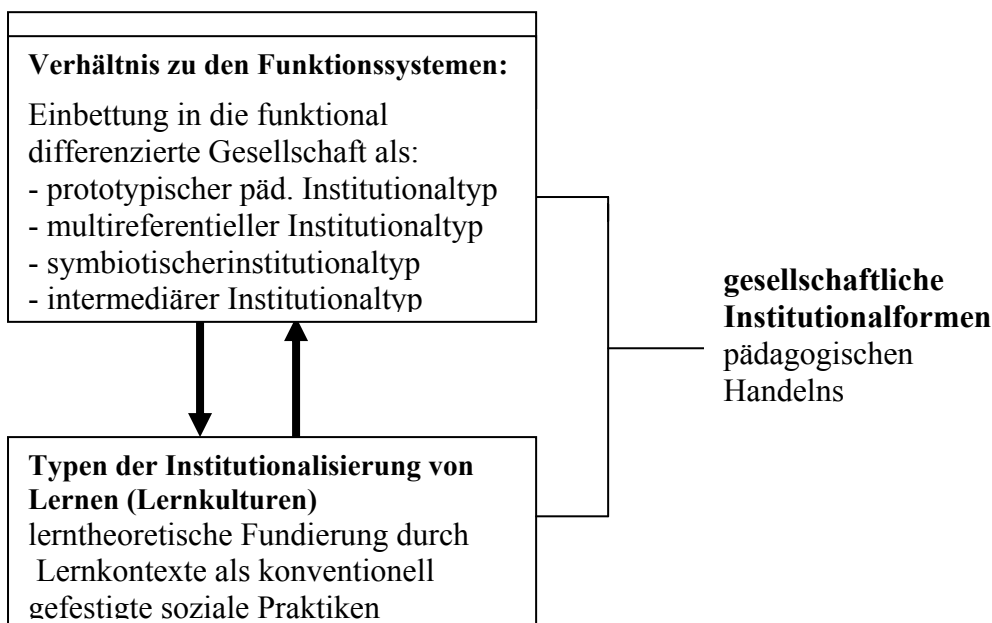 Verhältnis zu den Funktionssystemen:
Einbettung in die funktional
differenzierte Gesellschaft als:
- prototypischer päd. Institutionaltyp
- multireferentieller Institutionaltyp
- symbiotischerinstitutionaltyp
- intermediärer Institutionaltyp
gesellschaftliche
Institutionalformen
pädagogischen
Handelns
Typen der Institutionalisierung von
Lernen (Lernkulturen)
lerntheoretische Fundierung durch
Lernkontexte als konventionell
gefestigte soziale Praktiken